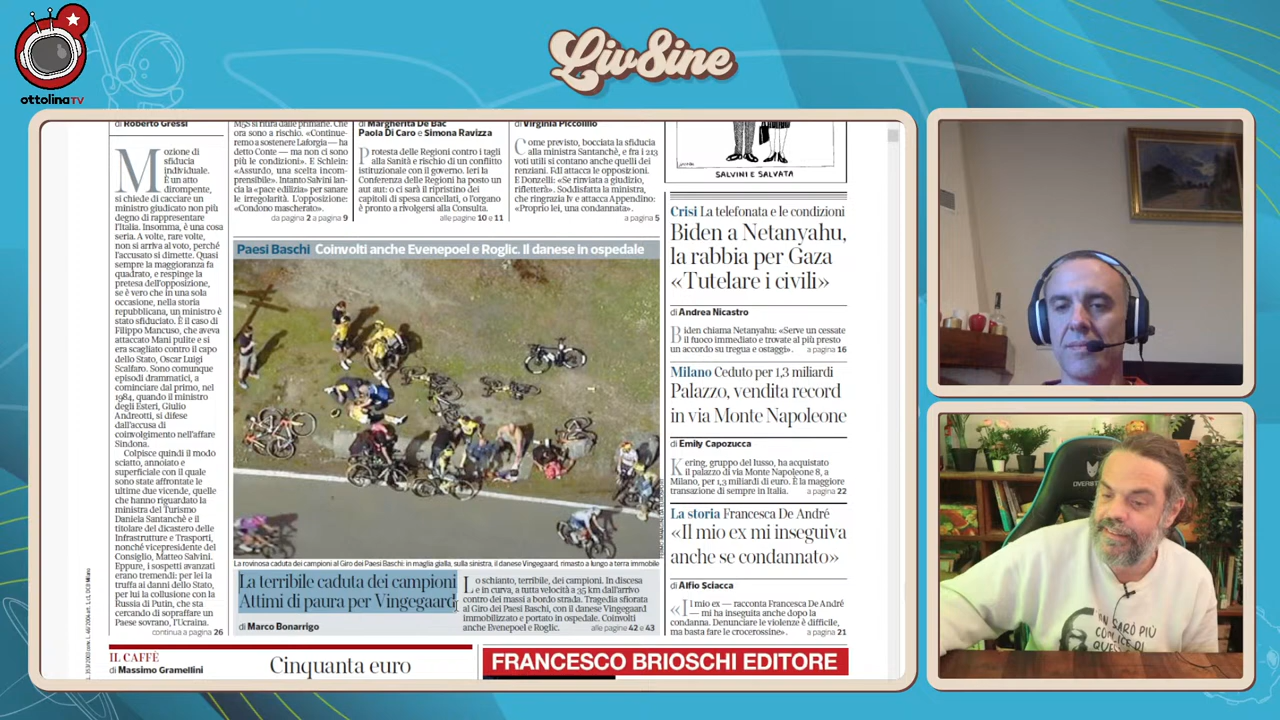 ottolinaTV
Liv8ine
di Roberto Gressi
M
ozione di
sfiducia
individuale.
È un atto
dirompente,
si chiede di cacciare un
ministro giudicato non più
degno di rappresentare
l'Italia. Insomma, è una cosa
seria. A volte, rare volte,
non si arriva al voto, perché
l'accusato si dimette. Quasi
sempre la maggioranza fa
quadrato, e respinge la
pretesa dell'opposizione,
se è vero che in una sola
occasione, nella storia
repubblicana, un ministro è
stato sfiduciato. È il caso di
Filippo Mancuso, che aveva
attaccato Mani pulite e si
era scagliato contro il capo
dello Stato, Oscar Luigi
Scalfaro. Sono comunque
episodi drammatici, a
cominciare dal primo, nel
1984, quando il ministro
degli Esteri, Giulio
Andreotti, si difese
dall'accusa di
coinvolgimento nell'affare
Sindona.
Colpisce quindi il modo
sciatto, annoiato e
superficiale con il quale
sono state affrontate le
ultime due vicende, quelle
che hanno riguardato la
ministra del Turismo
Daniela Santanchè e il
titolare del dicastero delle
Infrastrutture e Trasporti,
nonché vicepresidente del
Consiglio, Matteo Salvini.
Eppure, i sospetti avanzati
erano tremendi: per lei la
truffa ai danni dello Stato,
per lui la collusione con la
Russia di Putin, che sta
cercando di sopraffare un
Paese sovrano, l'Ucraina.
continua a pagina 26
M5S si ritira dalle primarie. Che
ora sono a rischio. «Continue-
remo a sostenere Laforgia — ha
detto Conte — ma non ci sono
più le condizioni». E Schlein:
«Assurdo, una scelta incom-
prensibile». Intanto Salvini lan-
cia la «pace edilizia» per sanare
le irregolarità. L'opposizione:
«Condono mascherato».
da pagina 2 a pagina 9
di Margherita De Bac
Paola Di Caro e Simona Ravizza
Protesta delle Regioni contro i tagli
alla Sanità e rischio di un conflitto
istituzionale con il governo. Ieri la
Conferenza delle Regioni ha posto un
aut aut: o ci sarà il ripristino dei
capitoli di spesa cancellati, o l'organo
è pronto a rivolgersi alla Consulta.
alle pagine 10 e 11
di Virginia Piccolillo
Come previsto, bocciata la sfiducia
alla ministra Santanchè, e fra i 213
voti utili si contano anche quelli dei
renziani. FdI attacca le opposizioni.
E Donzelli: «Se rinviata a giudizio,
rifletterà». Soddisfatta la ministra,
che ringrazia Iv e attacca Appendino:
«Proprio lei, una condannata».
a pagina 5
SALVINI E SALVATA
Paesi Baschi Coinvolti anche Evenepoel e Roglic. Il danese in ospedale
La rovinosa caduta dei campioni al Giro dei Paesi Baschi: in maglia gialla, sulla sinistra, il danese Vingegaard, rimasto a lungo a terra immobile
La terribile caduta dei campioni
Attimi di paura per Vingegaard
di Marco Bonarrigo
Lo schianto, terribile, dei campioni. In discesa
e in curva, a tutta velocità a 35 km dall'arrivo
contro dei massi a bordo strada. Tragedia sfiorata
al Giro dei Paesi Baschi, con il danese Vingegaard
immobilizzato e portato in ospedale. Coinvolti
anche Evenepoel e Roglic.
alle pagine 42 e 43
Crisi La telefonata e le condizioni
Biden a Netanyahu,
la rabbia per Gaza
«Tutelare i civili»
di Andrea Nicastro
Biden chiama Netanyahu: «Serve un cessate
il fuoco immediato e trovate al più presto
un accordo su tregua e ostaggi».
a pagina 16
Milano Ceduto per 1,3 miliardi
Palazzo, vendita record
in via Monte Napoleone
di Emily Capozucca
Kering, gruppo del lusso, ha acquistato
il palazzo di via Monte Napoleone 8, a
Milano, per 1,3 miliardi di euro. È la maggiore
transazione di sempre in Italia.
a pagina 22
La storia Francesca De André
«Il mio ex mi inseguiva
anche se condannato»
di Alfio Sciacca
«Il mio ex — racconta Francesa De André
— mi ha inseguita anche dopo la
condanna. Denunciare le violenze è difficile,
ma basta fare le crocerossine».
a pagina 21
IL CAFFÈ
di Massimo Gramellini
Cinquanta euro
FRANCESCO BRIOSCHI EDITORE
NON SARÒ PIÙ
COMPLICE DI